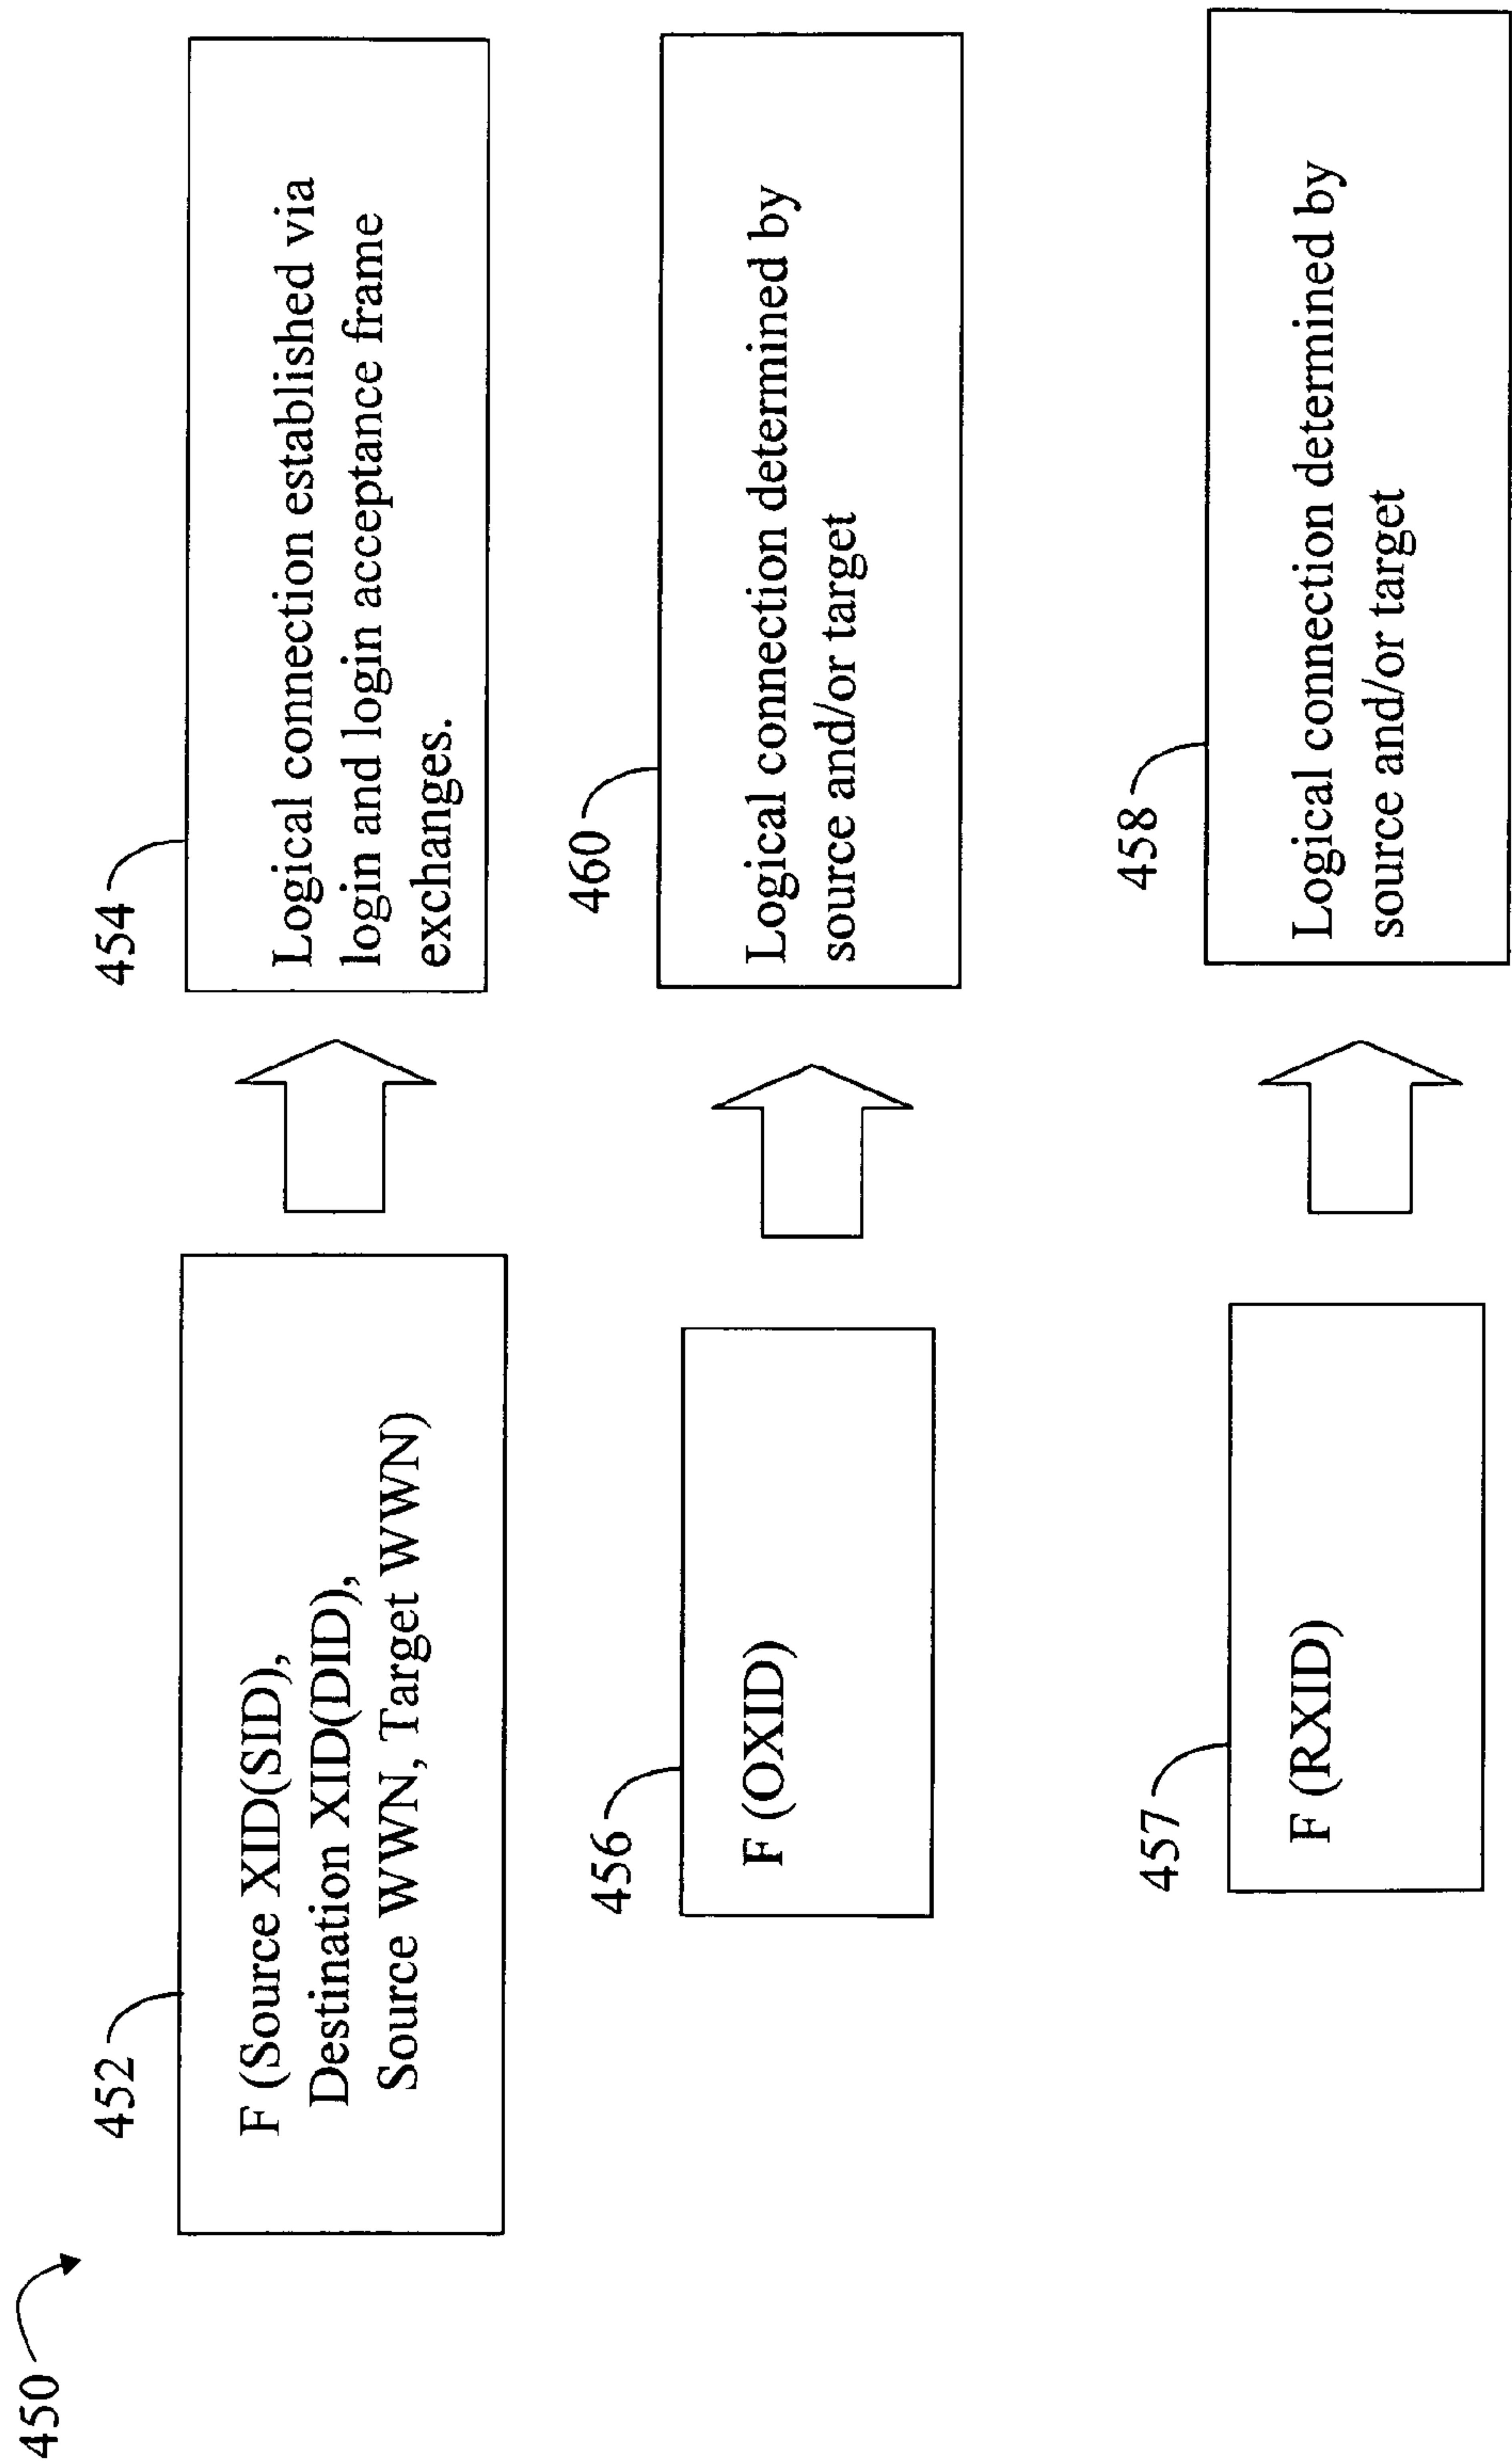 450
452
F (Source XID(SID),
Destination XID(DID),
Source WWN, Target WWN)
454
Logical connection established via
login and login acceptance frame
exchanges.
456
F (OXID)
460
Logical connection determined by
source and/or target
457
F (RXID)
458
Logical connection determined by
source and/or target